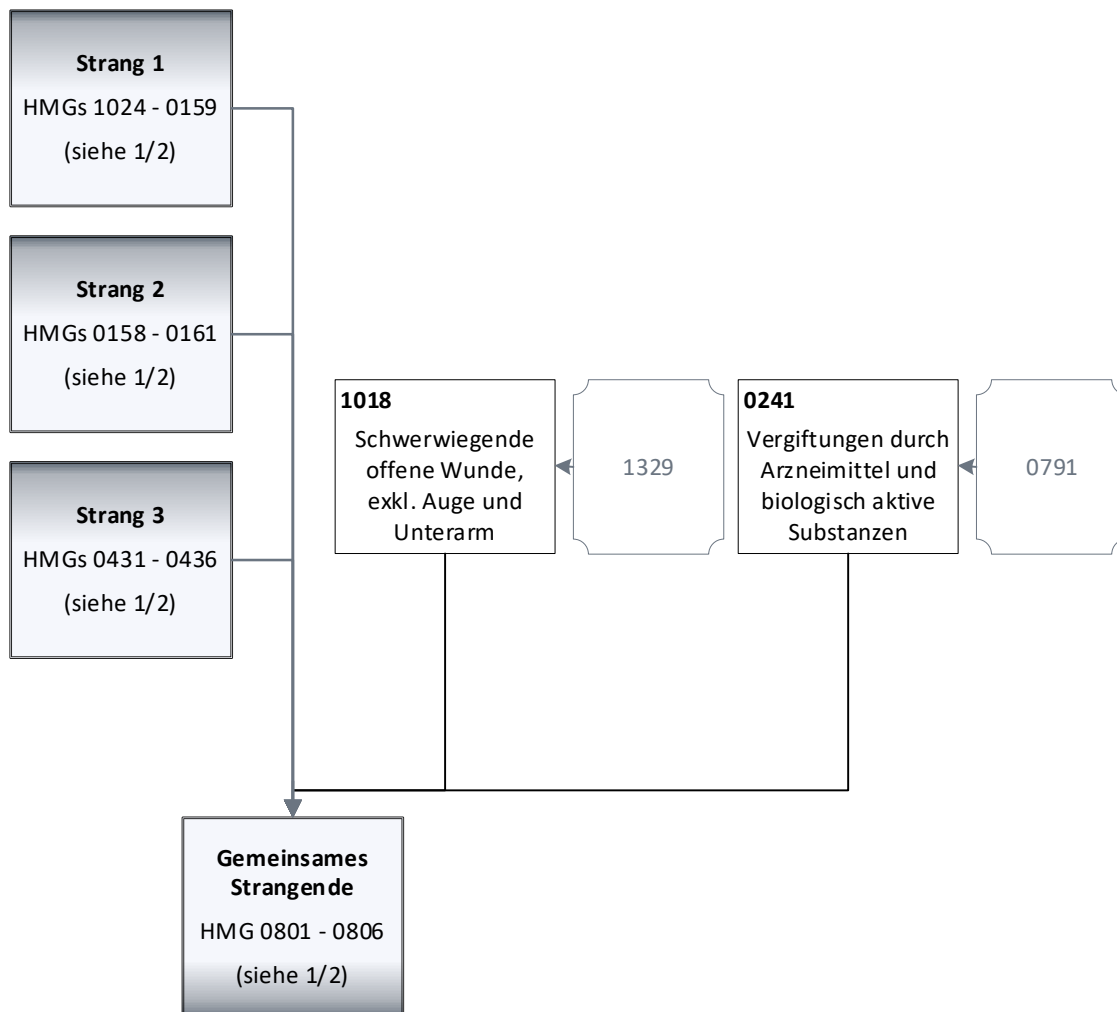 Strang 1
HMGs 1024 - 0159
(siehe 1/2)
Strang 2
HMGs 0158 - 0161
(siehe 1/2)
Strang 3
HMGs 0431 - 0436
(siehe 1/2)
1018
Schwerwiegende
offene Wunde,
exkl. Auge und
Unterarm
1329
0241
Vergiftungen durch
Arzneimittel und
biologisch aktive
Substanzen
0791
Gemeinsames
Strangende
HMG 0801 - 0806
(siehe 1/2)